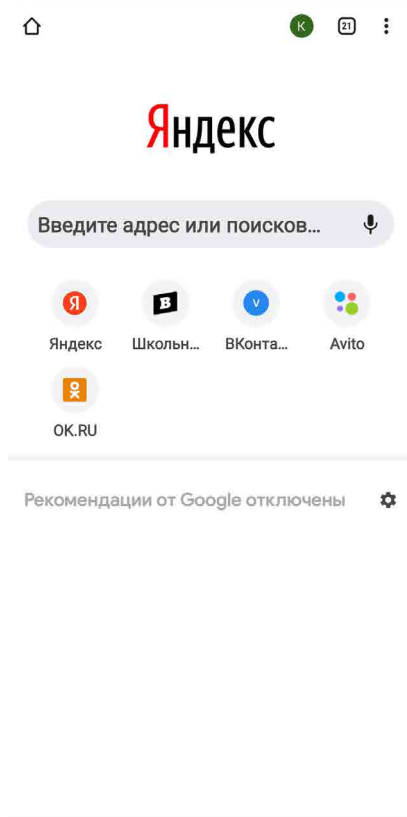 К
21
Яндекс
Введите адрес или поисков...
Я
B
V
Яндекс
Школьн...
ВКонта...
Avito
OK.RU
Рекомендации от Google отключены